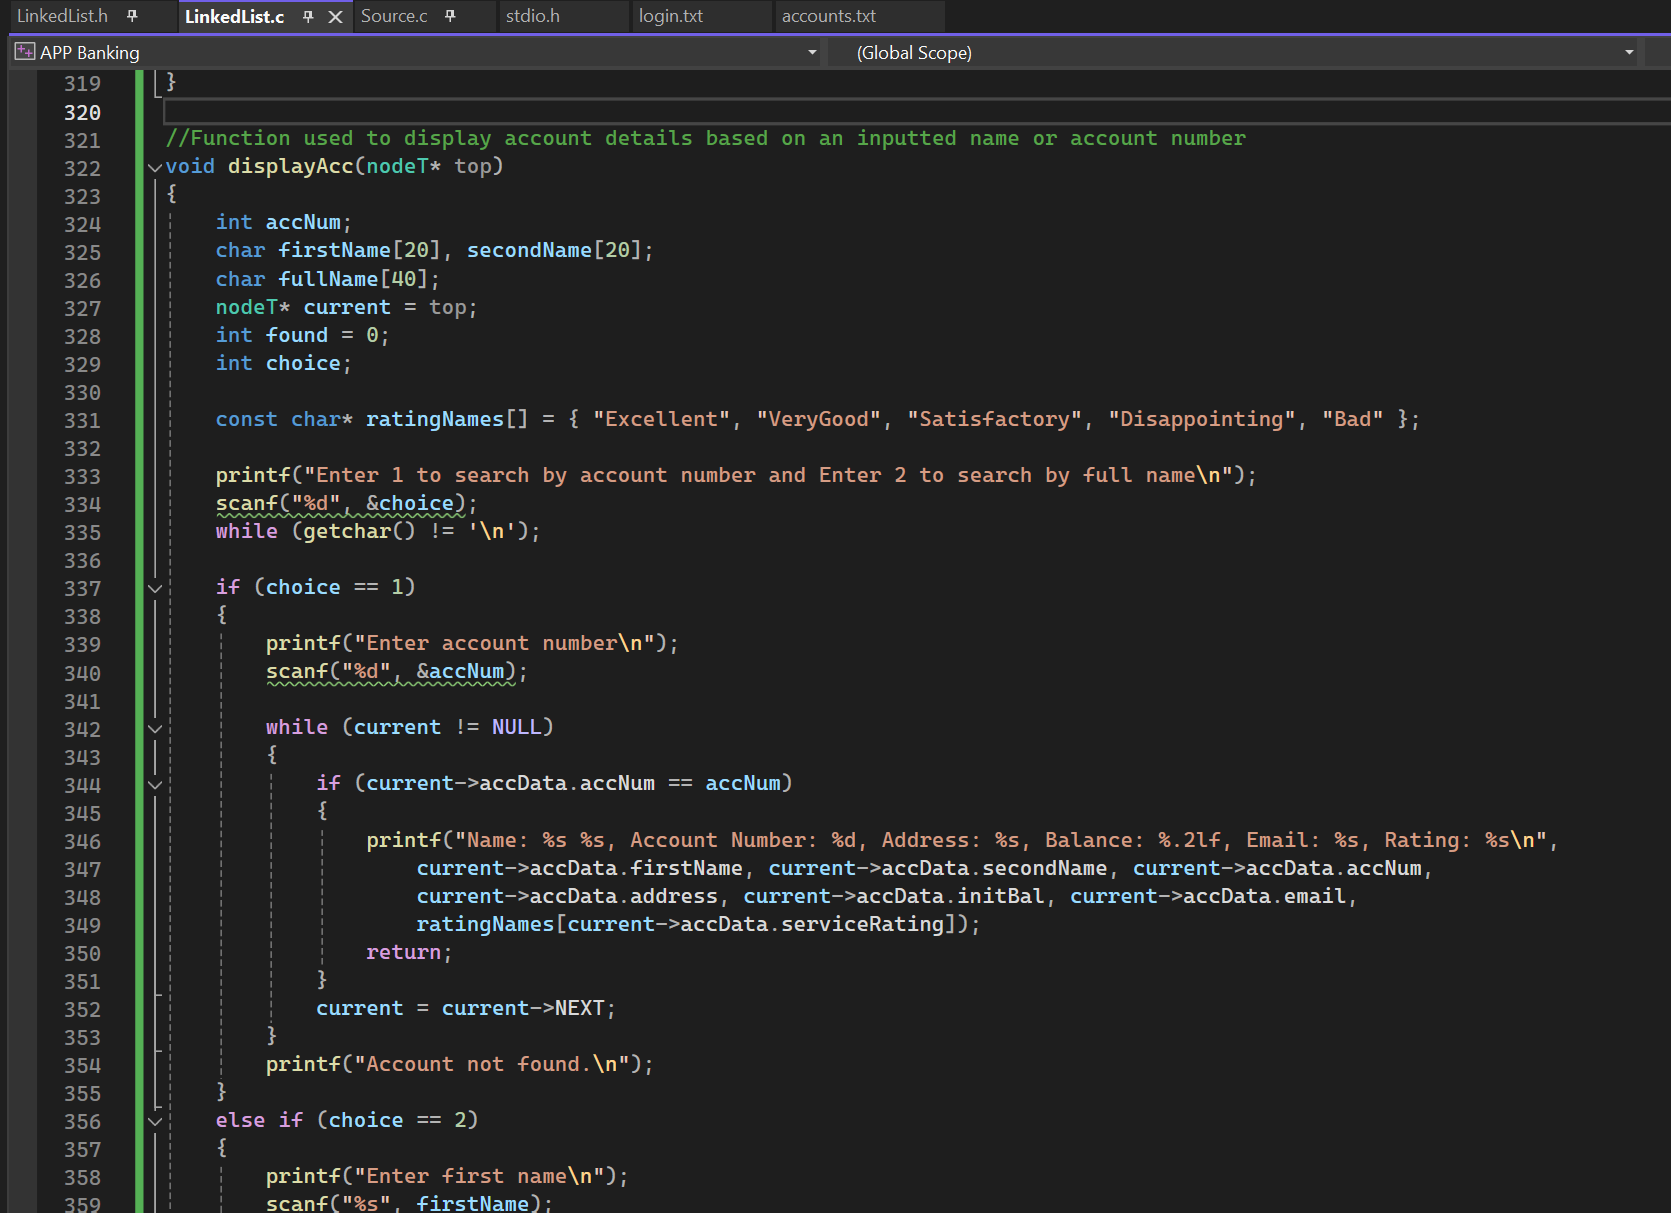 LinkedList.h LinkedList.c Source.c stdio.h login.txt accounts.txt
APP Banking (Global Scope)
319 }
320
321 //Function used to display account details based on an inputted name or account number
322 void displayAcc(nodeT* top)
323 {
324 int accNum;
325 char firstName[20], secondName[20];
326 char fullName[40];
327 nodeT* current = top;
328 int found = 0;
329 int choice;
330
331 const char* ratingNames[] = { "Excellent", "VeryGood", "Satisfactory", "Disappointing", "Bad" };
332
333 printf("Enter 1 to search by account number and Enter 2 to search by full name\n");
334 scanf("%d", &choice);
335 while (getchar() != '\n');
336
337 if (choice == 1)
338 {
339 printf("Enter account number\n");
340 scanf("%d", &accNum);
341
342 while (current != NULL)
343 {
344 if (current->accData.accNum == accNum)
345 {
346 printf("Name: %s %s, Account Number: %d, Address: %s, Balance: %.2lf, Email: %s, Rating: %s\n",
347 current->accData.firstName, current->accData.secondName, current->accData.accNum,
348 current->accData.address, current->accData.initBal, current->accData.email,
349 ratingNames[current->accData.serviceRating]);
350 return;
351 }
352 current = current->NEXT;
353 }
354 printf("Account not found.\n");
355 }
356 else if (choice == 2)
357 {
358 printf("Enter first name\n");
359 scanf("%s", firstName);